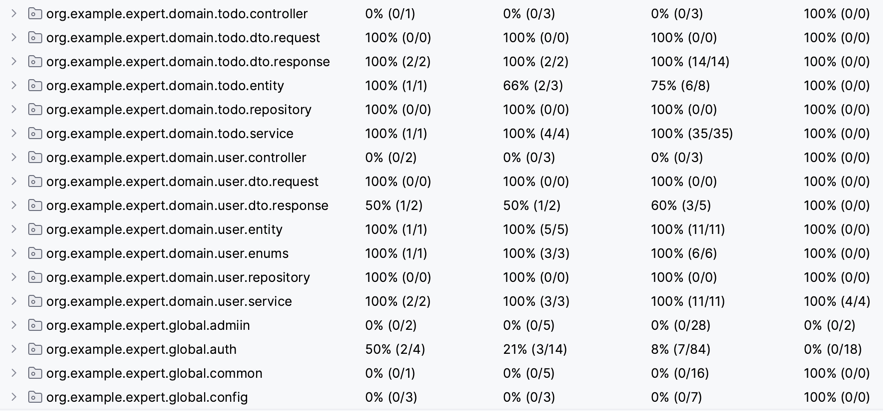 org.example.expert.domain.todo.controller 0% (0/1) 0% (0/3) 0% (0/3) 100% (0/0)
org.example.expert.domain.todo.dto.request 100% (0/0) 100% (0/0) 100% (0/0) 100% (0/0)
org.example.expert.domain.todo.dto.response 100% (2/2) 100% (2/2) 100% (14/14) 100% (0/0)
org.example.expert.domain.todo.entity 100% (1/1) 66% (2/3) 75% (6/8) 100% (0/0)
org.example.expert.domain.todo.repository 100% (0/0) 100% (0/0) 100% (0/0) 100% (0/0)
org.example.expert.domain.todo.service 100% (1/1) 100% (4/4) 100% (35/35) 100% (0/0)
org.example.expert.domain.user.controller 0% (0/2) 0% (0/3) 0% (0/3) 100% (0/0)
org.example.expert.domain.user.dto.request 100% (0/0) 100% (0/0) 100% (0/0) 100% (0/0)
org.example.expert.domain.user.dto.response 50% (1/2) 50% (1/2) 60% (3/5) 100% (0/0)
org.example.expert.domain.user.entity 100% (1/1) 100% (5/5) 100% (11/11) 100% (0/0)
org.example.expert.domain.user.enums 100% (1/1) 100% (3/3) 100% (6/6) 100% (0/0)
org.example.expert.domain.user.repository 100% (0/0) 100% (0/0) 100% (0/0) 100% (0/0)
org.example.expert.domain.user.service 100% (2/2) 100% (3/3) 100% (11/11) 100% (4/4)
org.example.expert.global.admiin 0% (0/2) 0% (0/5) 0% (0/28) 0% (0/2)
org.example.expert.global.auth 50% (2/4) 21% (3/14) 8% (7/84) 0% (0/18)
org.example.expert.global.common 0% (0/1) 0% (0/5) 0% (0/16) 100% (0/0)
org.example.expert.global.config 0% (0/3) 0% (0/3) 0% (0/7) 100% (0/0)